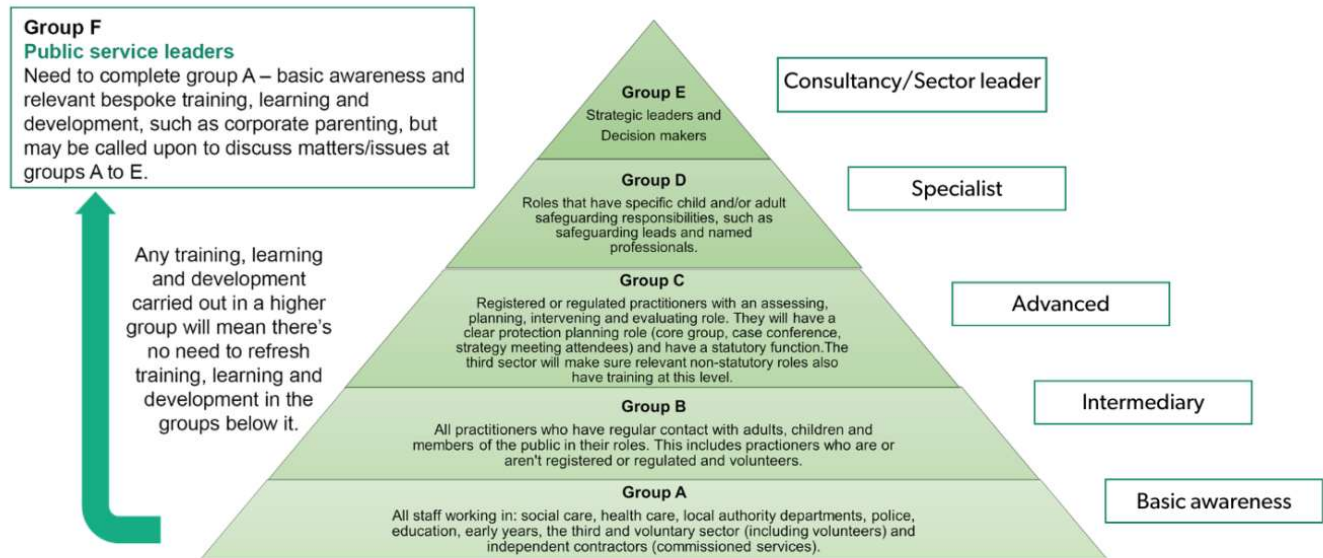 Group F
Public service leaders
Need to complete group A – basic awareness and
relevant bespoke training, learning and
development, such as corporate parenting, but
may be called upon to discuss matters/issues at
groups A to E.
Any training, learning
and development
carried out in a higher
group will mean there's
no need to refresh
training, learning and
development in the
groups below it.
Group E
Strategic leaders and
Decision makers
Consultancy/Sector leader
Group D
Roles that have specific child and/or adult
safeguarding responsibilities, such as
safeguarding leads and named
professionals.
Specialist
Group C
Registered or regulated practitioners with an assessing,
planning, intervening and evaluating role. They will have a
clear protection planning role (core group, case conference,
strategy meeting attendees) and have a statutory function.The
third sector will make sure relevant non-statutory roles also
have training at this level.
Advanced
Group B
All practitioners who have regular contact with adults, children and
members of the public in their roles. This includes practioners who are or
aren't registered or regulated and volunteers.
Intermediary
Group A
All staff working in: social care, health care, local authority departments, police,
education, early years, the third and voluntary sector (including volunteers) and
independent contractors (commissioned services).
Basic awareness